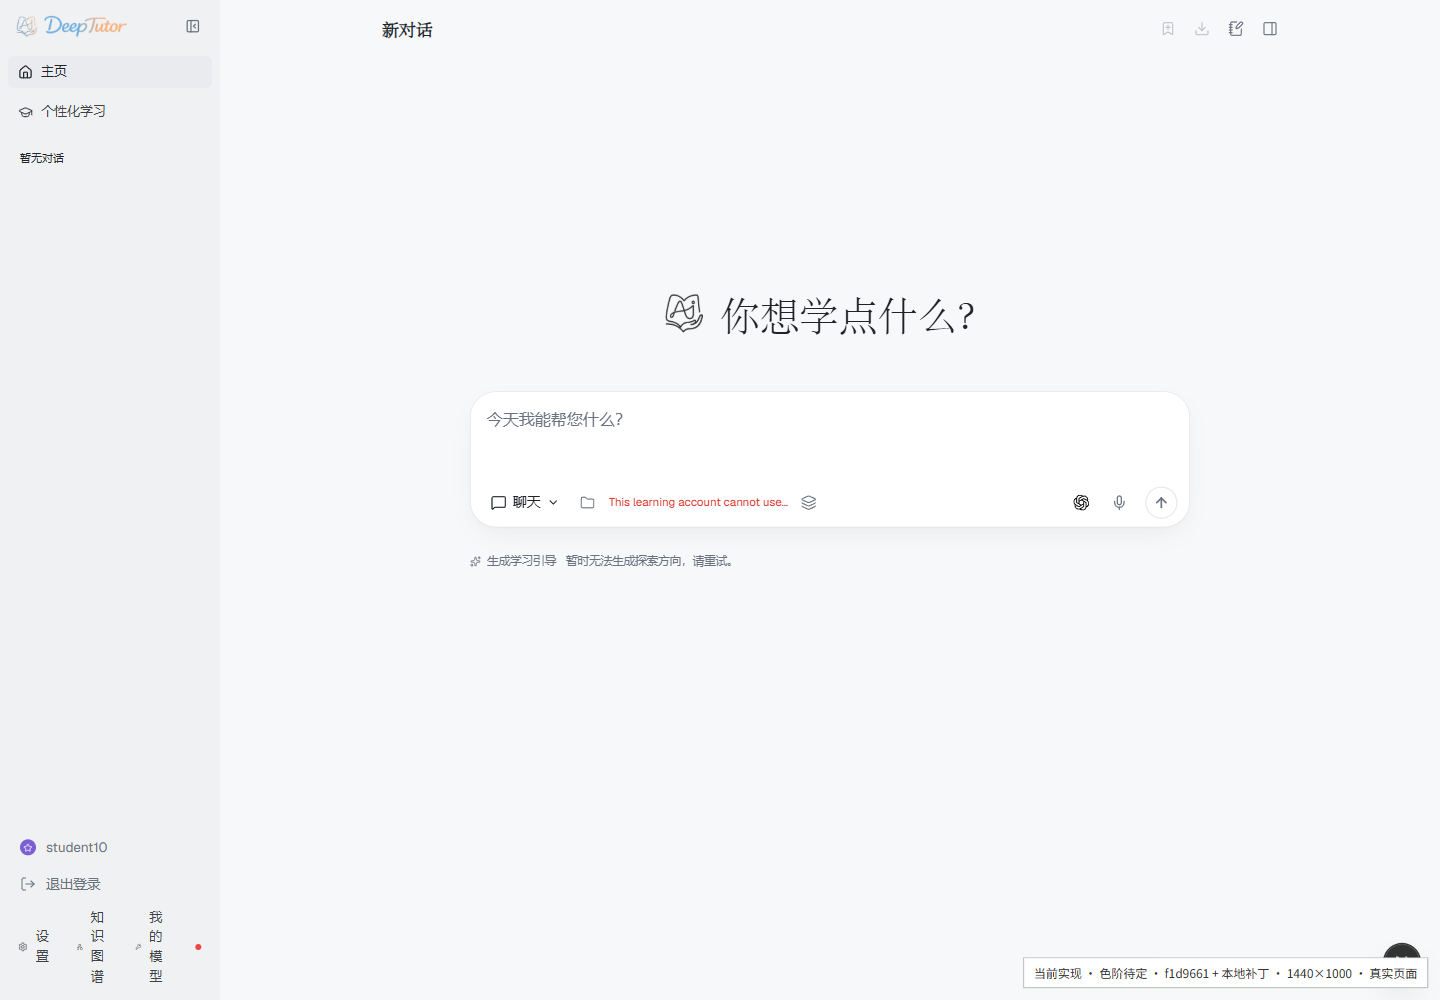 DeepTutor
主页
个性化学习
暂无对话
student10
退出登录
设置
知识图谱
我的模型
新对话
Ai 你想学点什么?
今天我能帮您什么?
聊天 This learning account cannot use...
生成学习引导 暂时无法生成探索方向，请重试。
当前实现 • 色阶待定 • f1d9661 + 本地补丁 • 1440×1000 • 真实页面